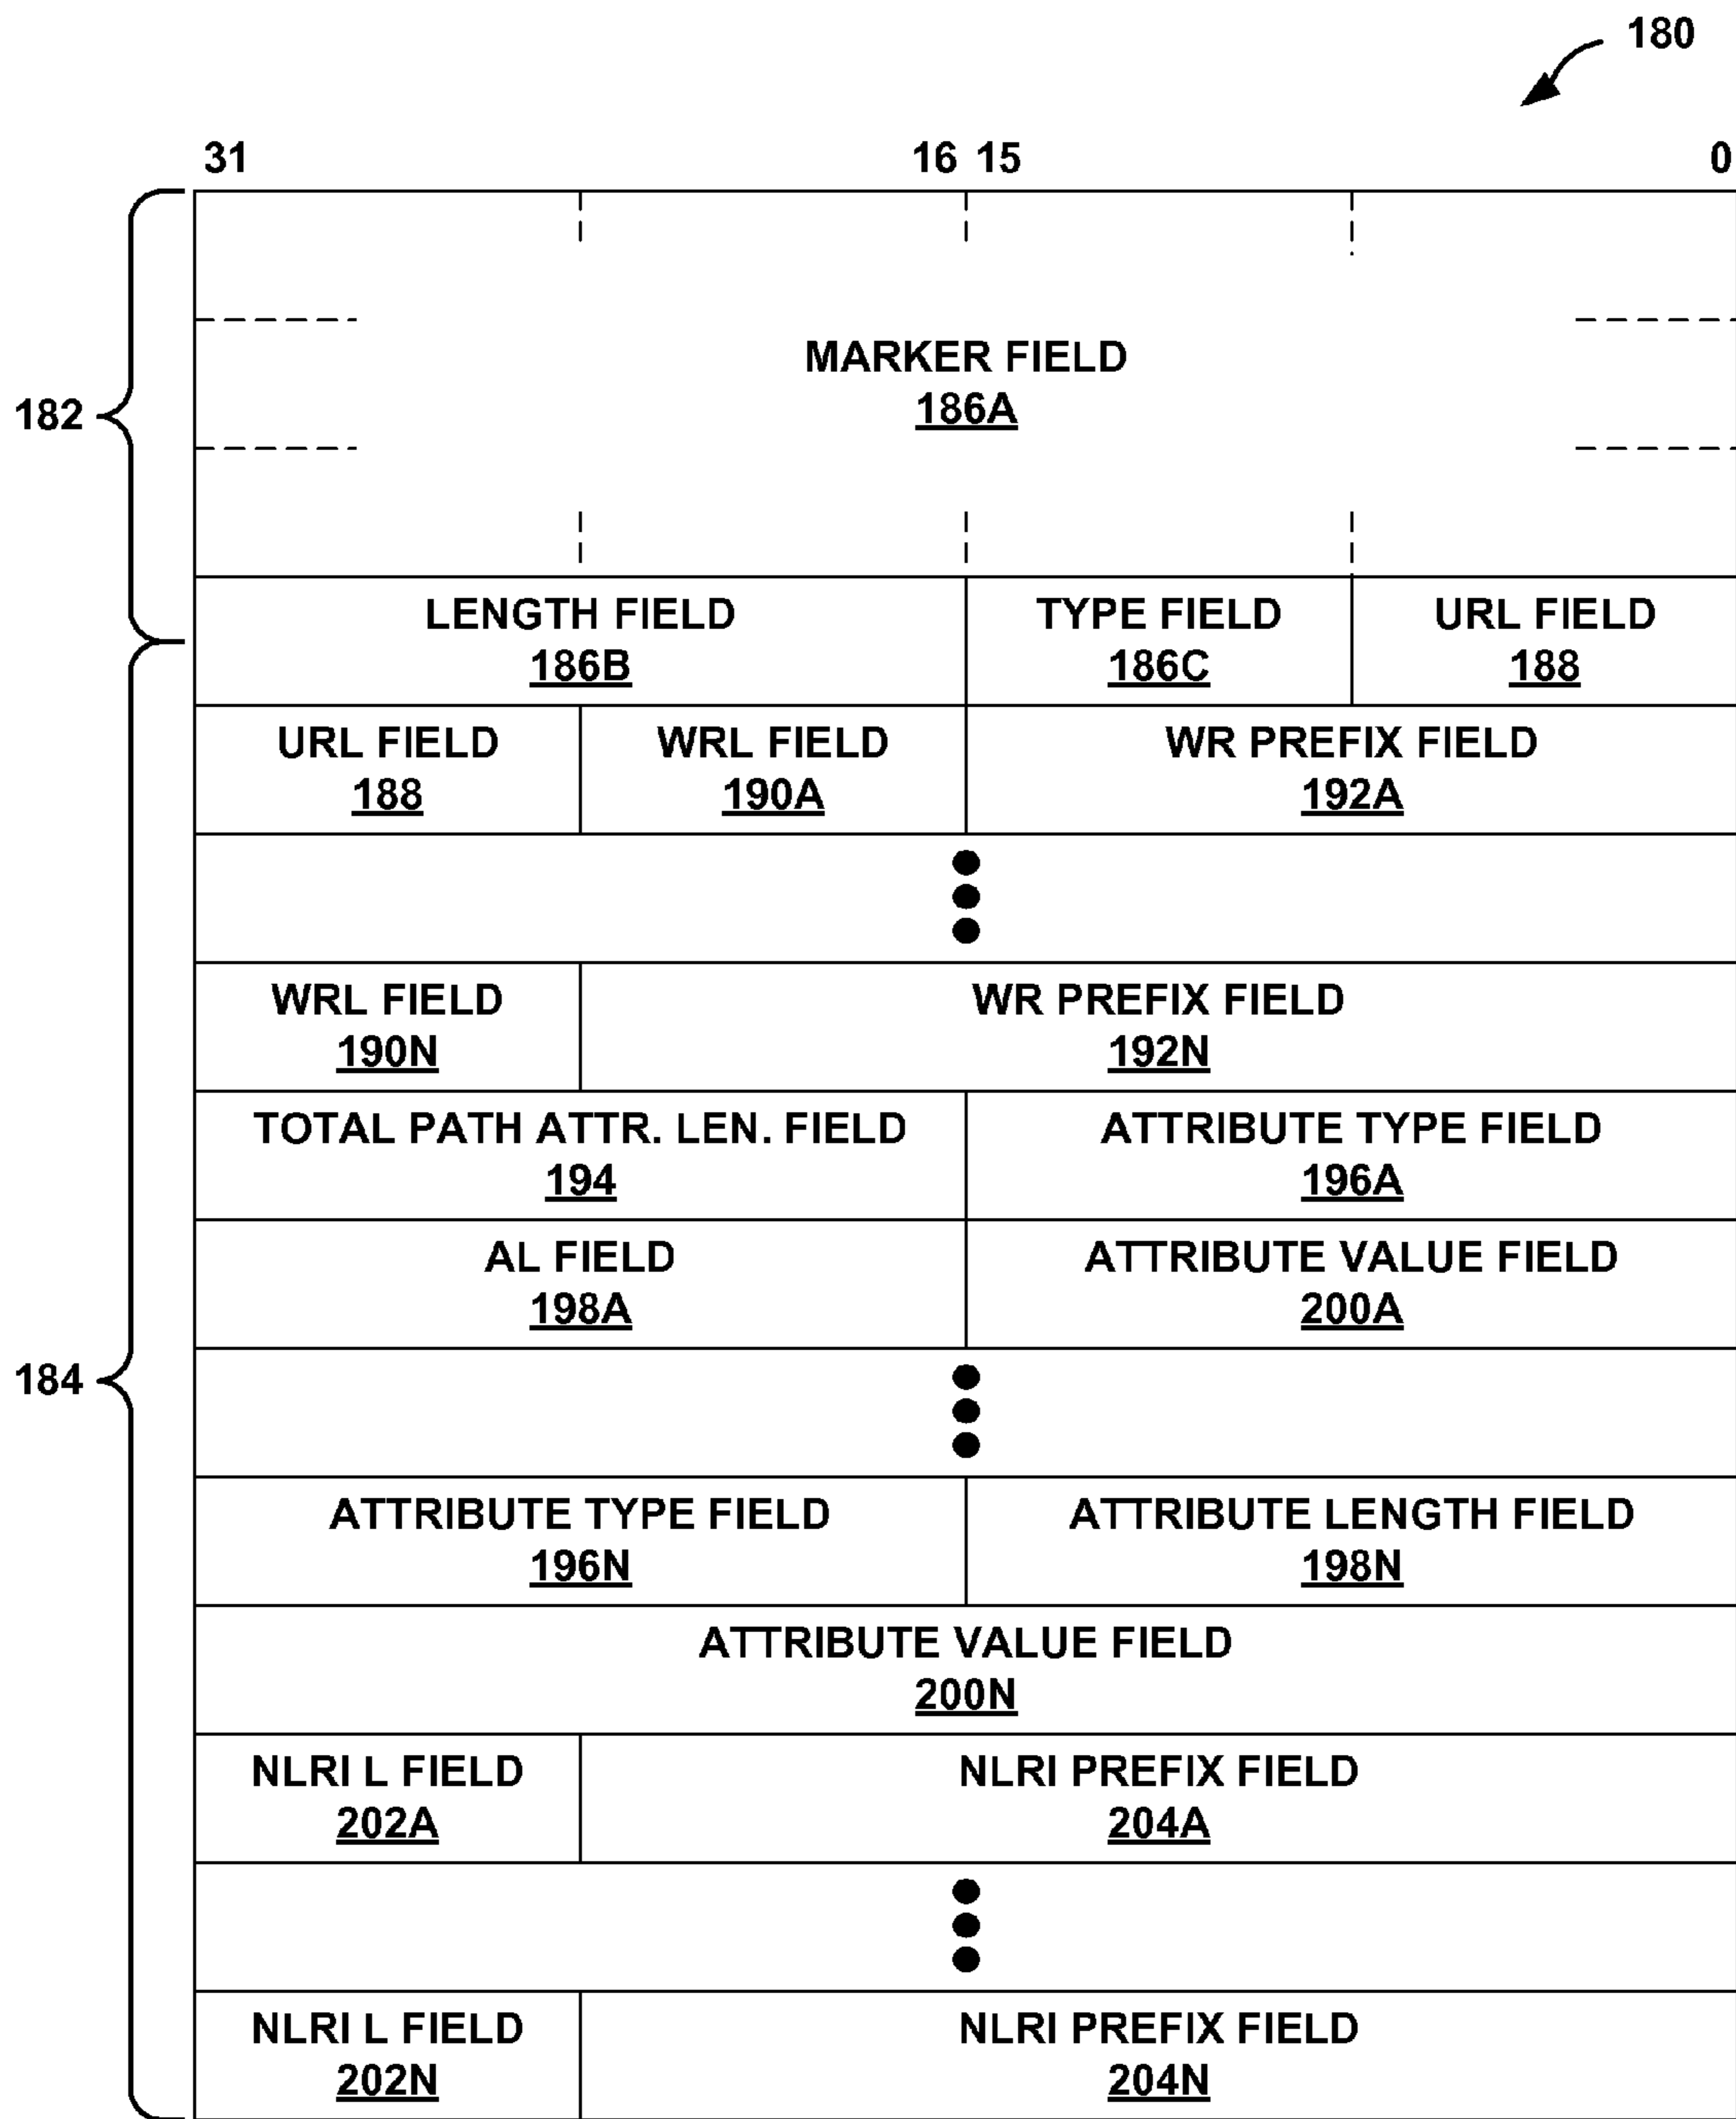 180
31 16 15 0
MARKER FIELD
186A
182
LENGTH FIELD TYPE FIELD URL FIELD
186B 186C 188
URL FIELD WRL FIELD WR PREFIX FIELD
188 190A 192A
WRL FIELD WR PREFIX FIELD
190N 192N
TOTAL PATH ATTR. LEN. FIELD ATTRIBUTE TYPE FIELD
194 196A
AL FIELD ATTRIBUTE VALUE FIELD
198A 200A
184
ATTRIBUTE TYPE FIELD ATTRIBUTE LENGTH FIELD
196N 198N
ATTRIBUTE VALUE FIELD
200N
NLRI L FIELD NLRI PREFIX FIELD
202A 204A
NLRI L FIELD NLRI PREFIX FIELD
202N 204N